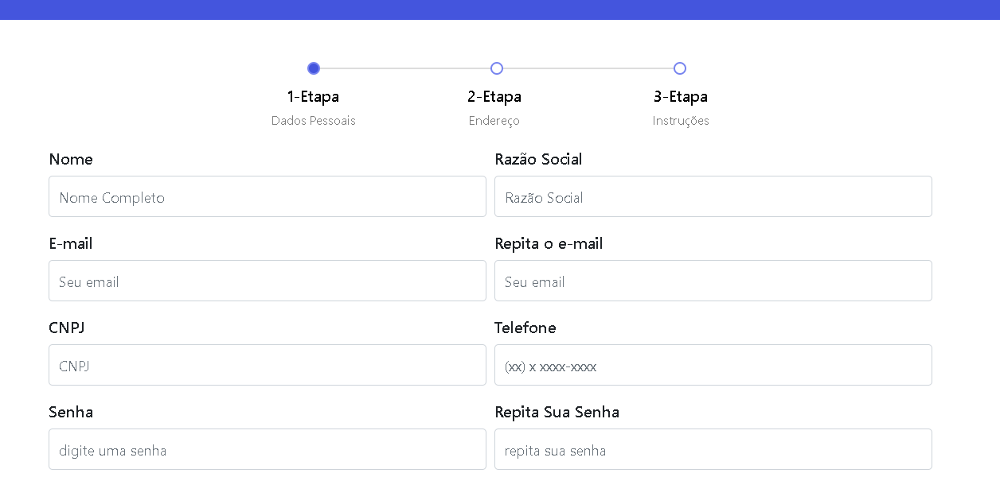 1-Etapa 2-Etapa 3-Etapa
Dados Pessoais Endereço Instruções
Nome Razão Social
Nome Completo Razão Social
E-mail Repita o e-mail
Seu email Seu email
CNPJ Telefone
CNPJ (xx) x xxxx-xxxx
Senha Repita Sua Senha
digite uma senha repita sua senha